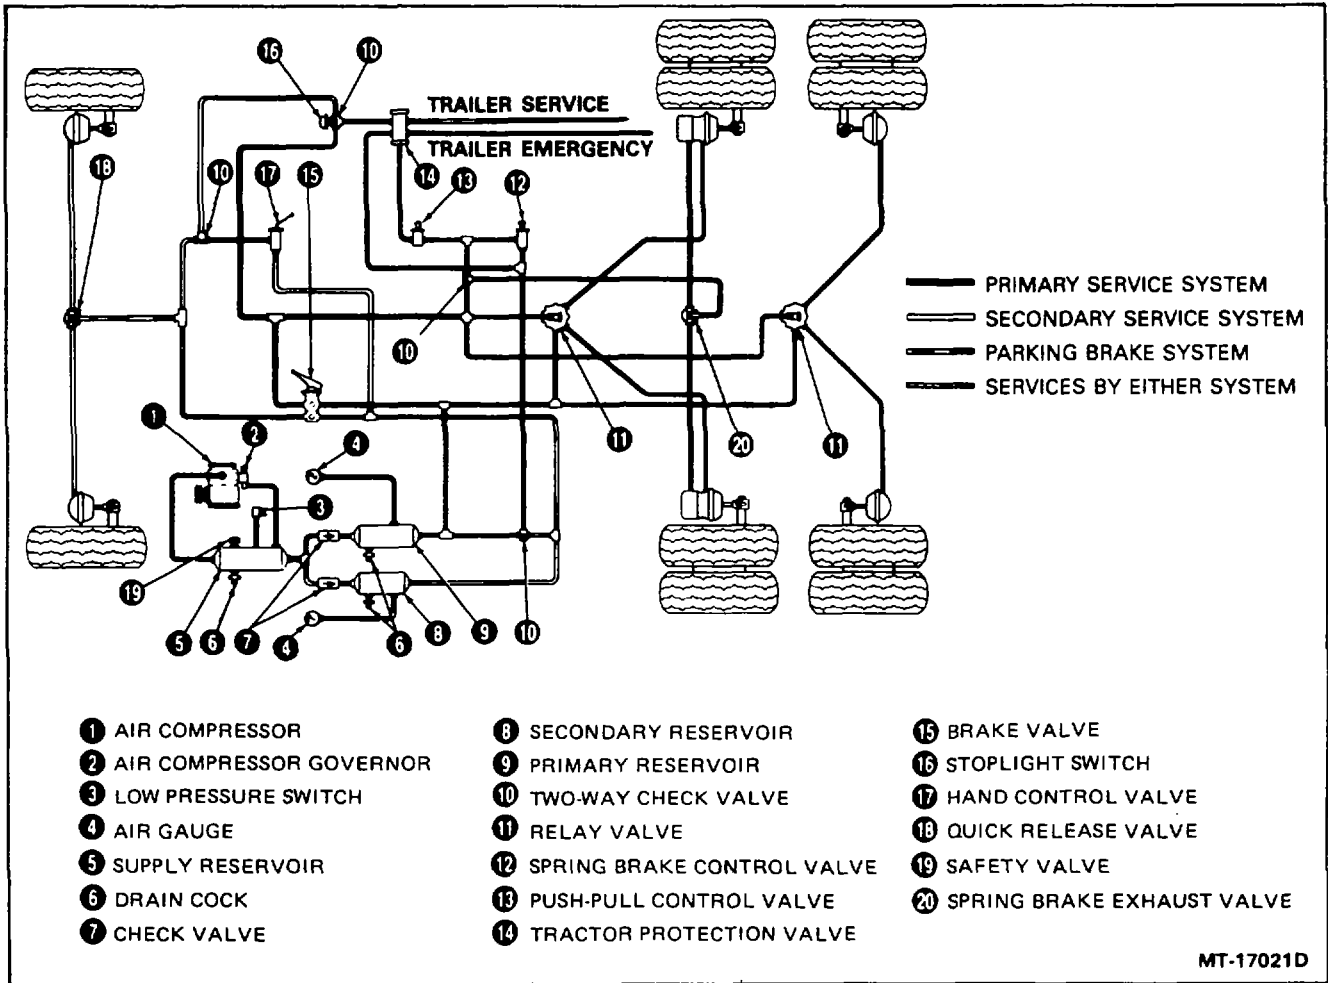 16 10
TRAILER SERVICE
TRAILER EMERGENCY
18 10 17 15 14 13 12
PRIMARY SERVICE SYSTEM
SECONDARY SERVICE SYSTEM
PARKING BRAKE SYSTEM
SERVICES BY EITHER SYSTEM
10
1 2 4 11 20 11
3
19
5 6 7 4 6 8 9 10
1 AIR COMPRESSOR
2 AIR COMPRESSOR GOVERNOR
3 LOW PRESSURE SWITCH
4 AIR GAUGE
5 SUPPLY RESERVOIR
6 DRAIN COCK
7 CHECK VALVE
8 SECONDARY RESERVOIR
9 PRIMARY RESERVOIR
10 TWO-WAY CHECK VALVE
11 RELAY VALVE
12 SPRING BRAKE CONTROL VALVE
13 PUSH-PULL CONTROL VALVE
14 TRACTOR PROTECTION VALVE
15 BRAKE VALVE
16 STOPLIGHT SWITCH
17 HAND CONTROL VALVE
18 QUICK RELEASE VALVE
19 SAFETY VALVE
20 SPRING BRAKE EXHAUST VALVE
MT-17021D